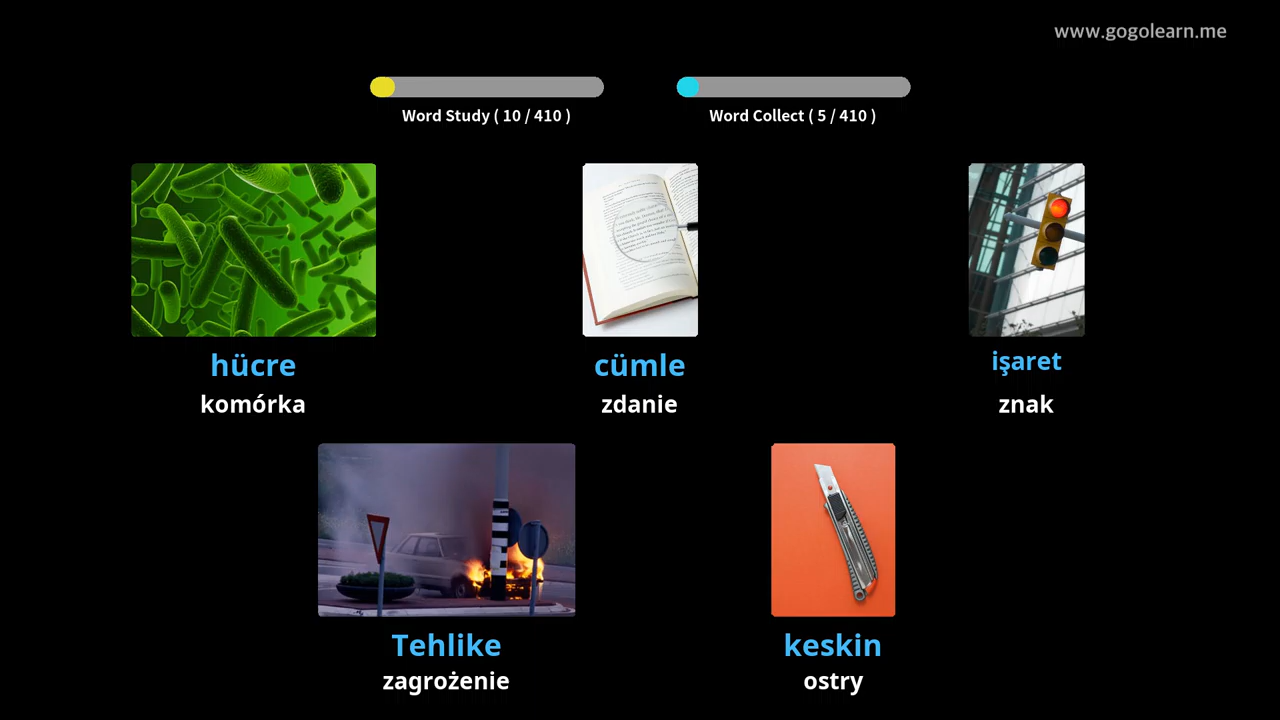 www.gogolearn.me
Word Study ( 10 / 410 )
Word Collect ( 5 / 410 )
hücre
komórka
cümle
zdanie
işaret
znak
Tehlike
zagrożenie
keskin
ostry